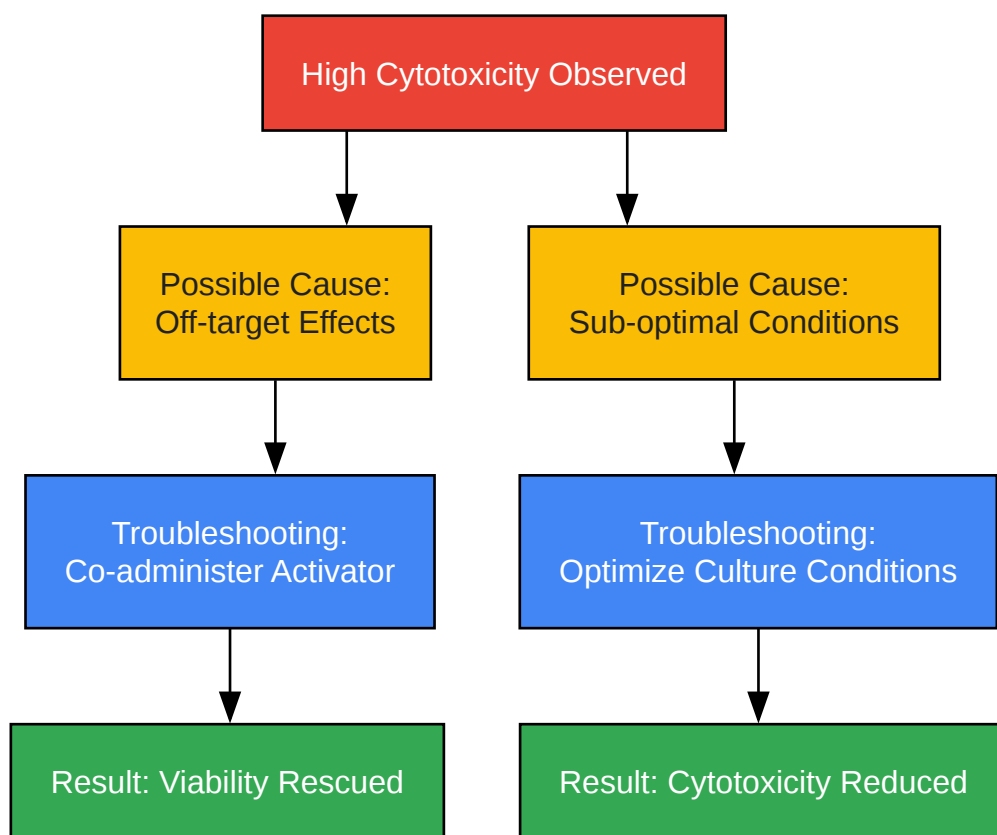 High Cytotoxicity Observed
Possible Cause:
Off-target Effects
Possible Cause:
Sub-optimal Conditions
Troubleshooting:
Co-administer Activator
Troubleshooting:
Optimize Culture Conditions
Result: Viability Rescued
Result: Cytotoxicity Reduced